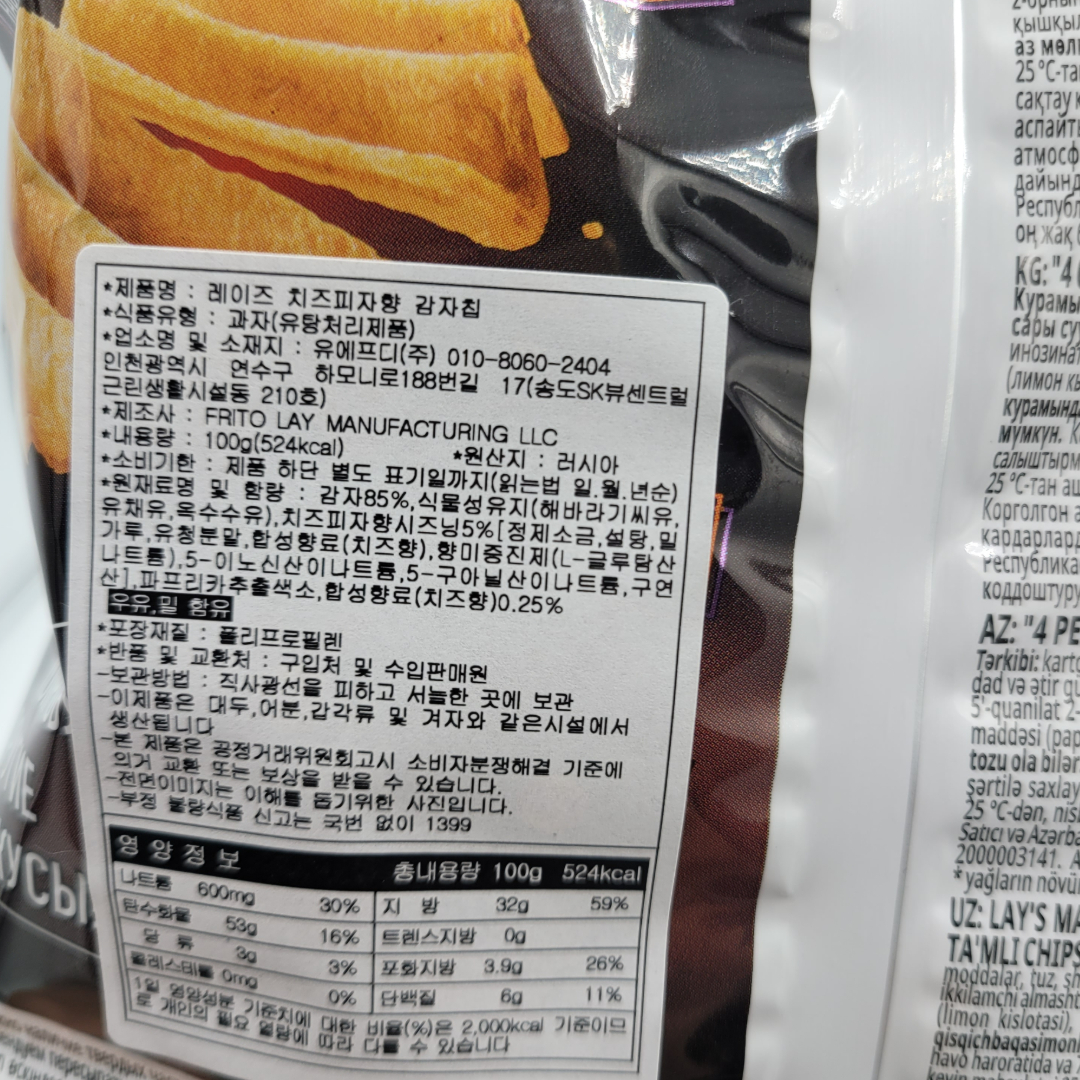 *제품명 : 레이즈 치즈피자향 감자칩
*식품유형 : 과자(유탕처리제품)
*업소명 및 소재지 : 유에프디(주) 010-8060-2404
인천광역시 연수구 하모니로188번길 17(송도SK뷰센트럴
근린생활시설동 210호)
*제조사 : FRITO LAY MANUFACTURING LLC
*내용량 : 100g(524kcal) *원산지 : 러시아
*소비기한 : 제품 하단 별도 표기일까지(읽는법 일.월.년순)
*원재료명 및 함량 : 감자85%,식물성유지(해바라기씨유,
유채유,옥수수유),치즈피자향시즈닝5%[정제소금,설탕,밀
가루,유청분말,합성향료(치즈향),향미증진제(L-글루탐산
나트륨),5-이노신산이나트륨,5-구아닐산이나트륨,구연
산],파프리카추출색소,합성향료(치즈향)0.25%
우유,밀 함유
*포장재질 : 폴리프로필렌
*반품 및 교환처 : 구입처 및 수입판매원
-보관방법 : 직사광선을 피하고 서늘한 곳에 보관
-이제품은 대두,어분,갑각류 및 겨자와 같은시설에서
생산됩니다
-본 제품은 공정거래위원회고시 소비자분쟁해결 기준에
의거 교환 또는 보상을 받을 수 있습니다.
-전면이미지는 이해를 돕기위한 사진입니다.
-부정 불량식품 신고는 국번 없이 1399
영양정보 총내용량 100g 524kcal
나트륨 600mg 30% 지 방 32g 59%
탄수화물 53g 16% 트랜스지방 0g
당 류 3g 3% 포화지방 3.9g 26%
콜레스테롤 0mg 0% 단백질 6g 11%
1일 영양성분 기준치에 대한 비율(%)은 2,000kcal 기준이므
로 개인의 필요 열량에 따라 다를 수 있습니다
25 °C-та
сақтау
атмосф
дайынд
Республ
оң жақ
KG: "4
Курамы
сары су
инозина
(лимон
курамынд
мүмкүн.
салыштырм
25 °C-тан
Корголгон
каардарлард
Республика
коддоштуру
AZ: "4 PE
Tərkibi: karto
dad və ətir
5'-quanilat 2-
maddəsi (pap
tozu ola bilər
şərtilə saxlay
25 °C-dən,
Satıcı və Azərba
2000003141.
*yağların növü
UZ: LAY'S MA
TA'MLI CHIPS
moddalar, tuz,
ikkilamchi almasht
(limon kislotasi),
qisqichbaqasimon
havo haroratida va